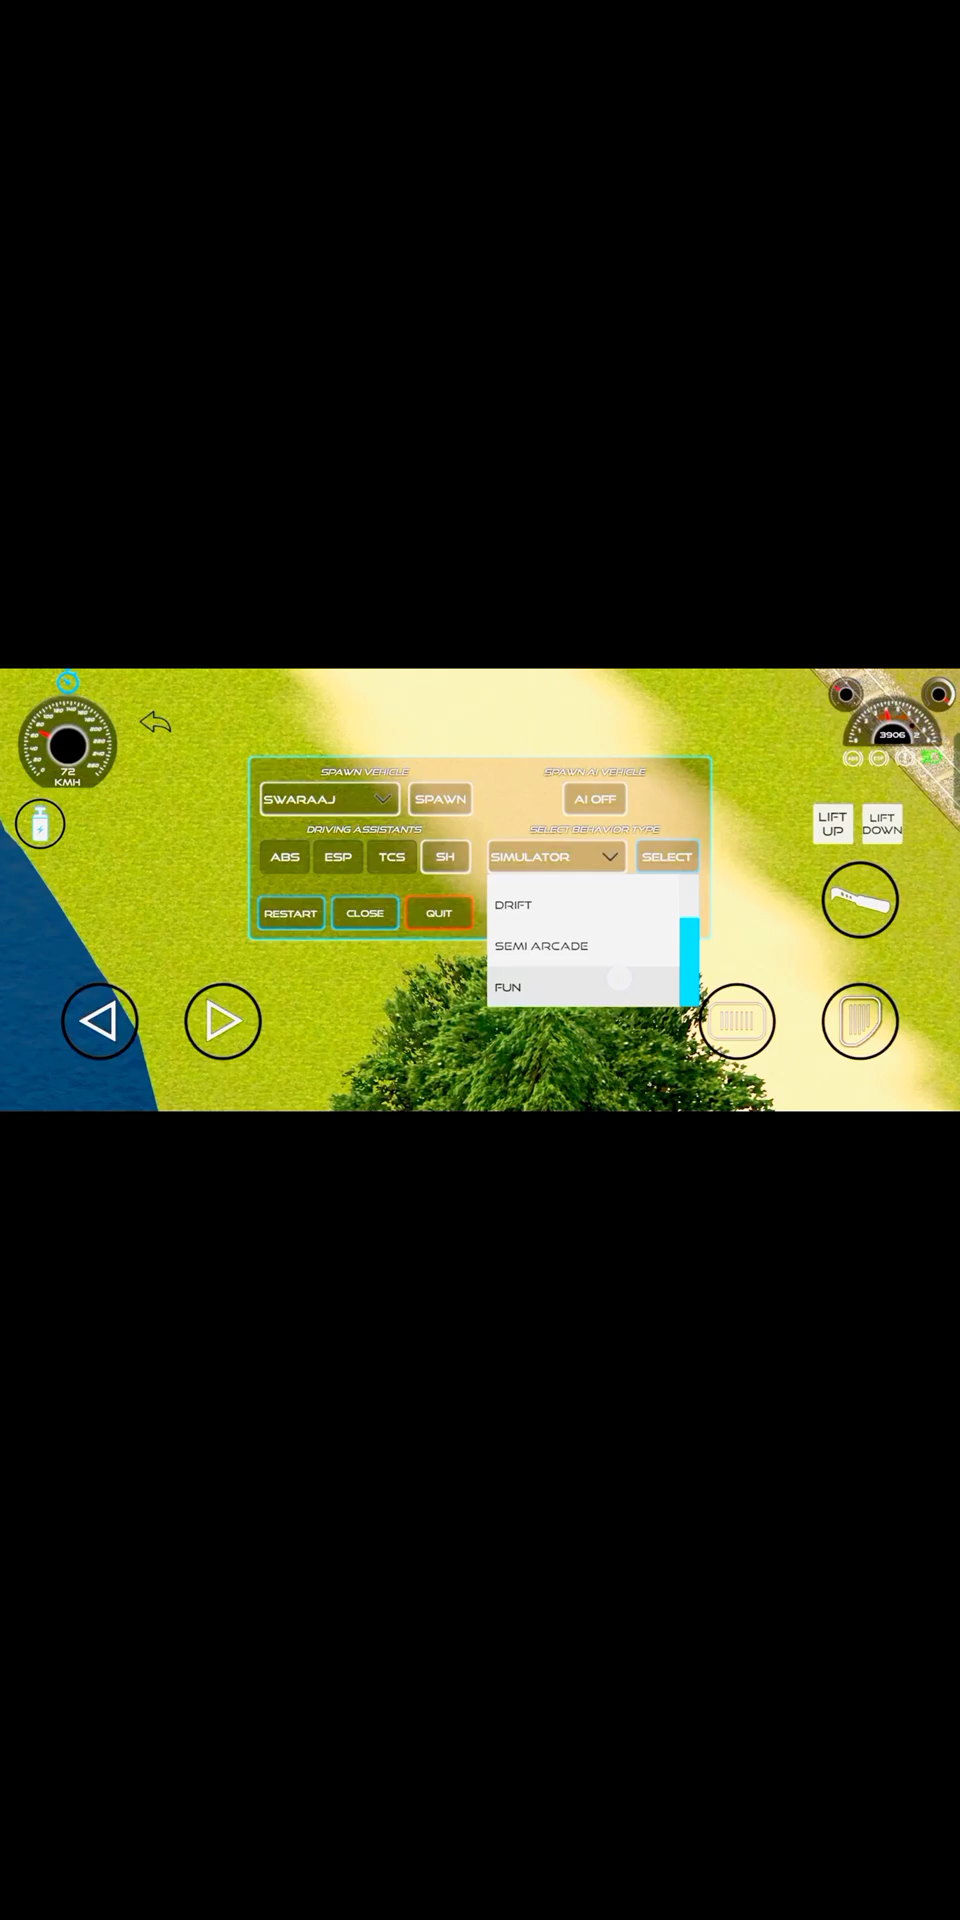 72
KMH
3906
SPAWN VEHICLE
SPAWN AI VEHICLE
SWARAAJ
SPAWN
AI OFF
DRIVING ASSISTANTS
SELECT BEHAVIOR TYPE
ABS
ESP
TCS
SH
SIMULATOR
SELECT
RESTART
CLOSE
QUIT
DRIFT
SEMI ARCADE
FUN
LIFT
UP
LIFT
DOWN